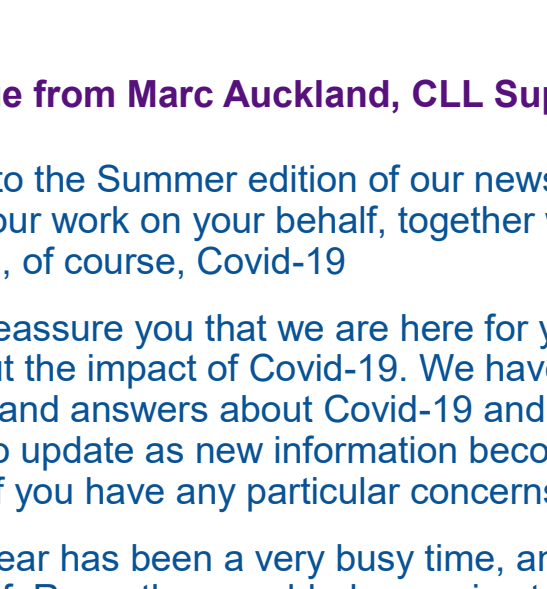 e from Marc Auckland, CLL Sup
to the Summer edition of our news
our work on your behalf, together
, of course, Covid-19
eassure you that we are here for y
t the impact of Covid-19. We have
and answers about Covid-19 and
o update as new information beco
f you have any particular concerns
ear has been a very busy time, an